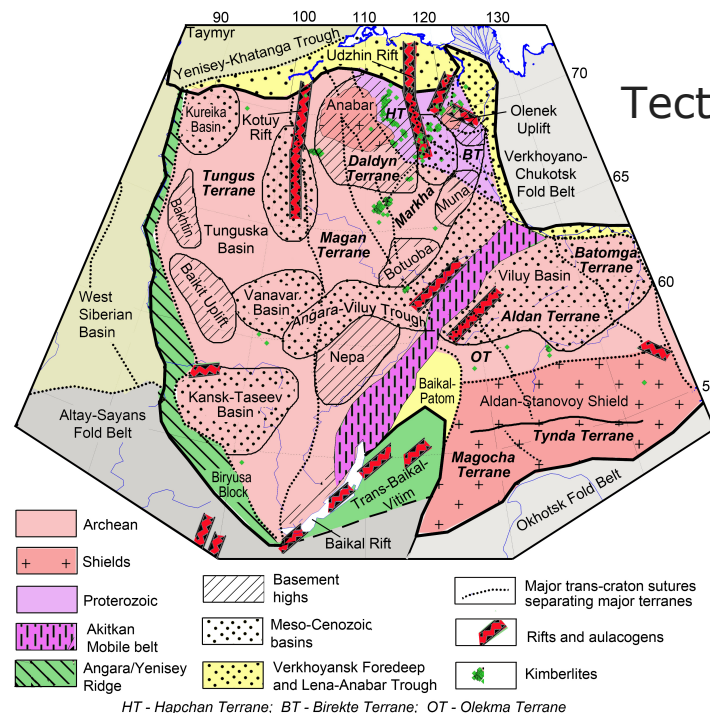 90 100 110 120 130
Taymyr
Yenisey-Khatanga Trough
Udzhin Rift
70
Tect
Kureika
Basin
Kotuy
Rift
Anabar
HT
Olenek
Uplift
BT
Verkhoyano-
Chukotsk
Fold Belt
65
Tungus
Terrane
Daldyn
Terrane
Markha
Muna
Bakhtin
Tunguska
Basin
Magan
Terrane
Botuoba
Batomga
Terrane
Viluy Basin
60
Bakit Uplift
West
Siberian
Basin
Vanavar.
Basin
Angara-Viluy Trough
Aldan Terrane
Nepa
OT
Baikal-
Patom
5
Kansk-Taseev
Basin
Aldan-Stanovoy Shield
Altay-Sayans
Fold Belt
Tynda Terrane
Magocha
Terrane
Biryusa
Block
Trans-Baikal-
Vitim
Okhotsk Fold Belt
Baikal Rift
Archean
Shields
Proterozoic
Akitkan
Mobile belt
Angara/Yenisey
Ridge
Basement
highs
Meso-Cenozoic
basins
Verkhoyansk Foredeep
and Lena-Anabar Trough
Major trans-craton sutures
separating major terranes
Rifts and aulacogens
Kimberlites
HT - Hapchan Terrane; BT - Birekte Terrane; OT - Olekma Terrane